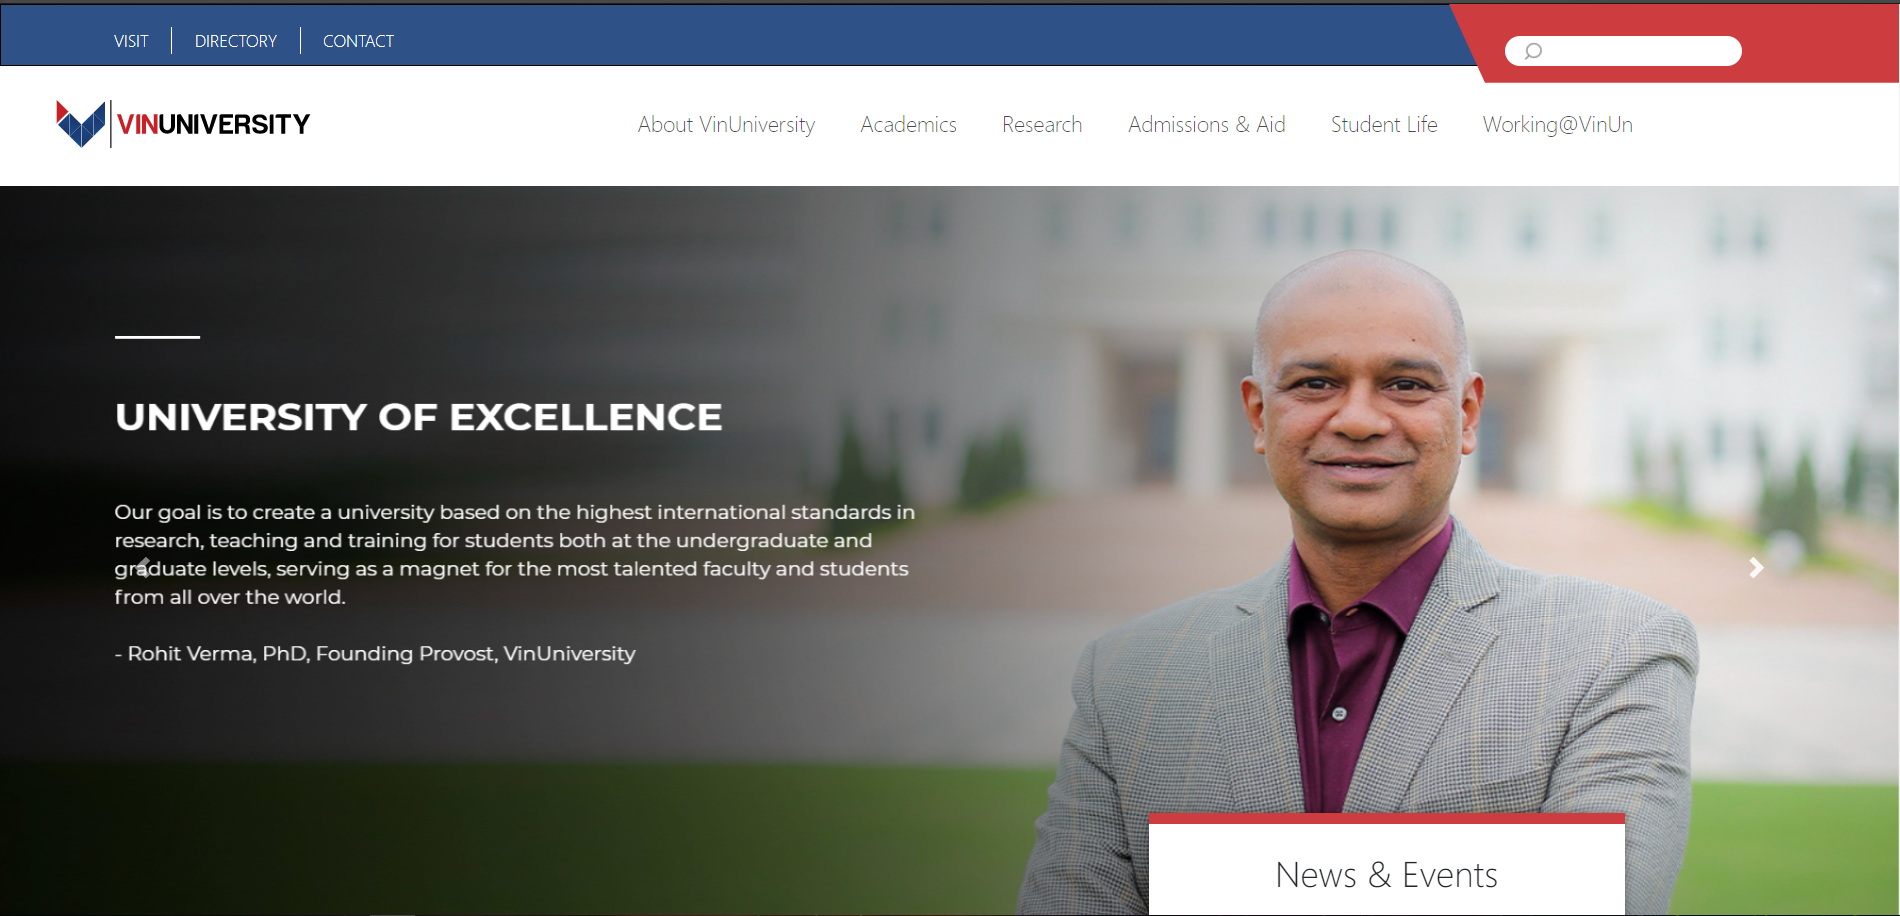 VISIT
DIRECTORY
CONTACT
VINUNIVERSITY
About VinUniversity
Academics
Research
Admissions & Aid
Student Life
Working@VinUn
UNIVERSITY OF EXCELLENCE
Our goal is to create a university based on the highest international standards in
research, teaching and training for students both at the undergraduate and
graduate levels, serving as a magnet for the most talented faculty and students
from all over the world.
- Rohit Verma, PhD, Founding Provost, VinUniversity
News & Events